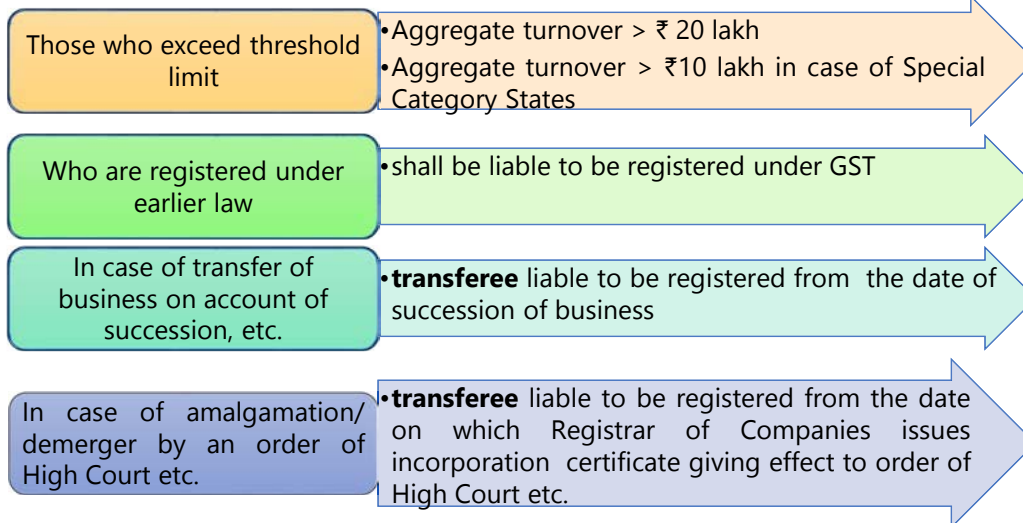 Those who exceed threshold
limit
•Aggregate turnover > ₹ 20 lakh
•Aggregate turnover > ₹10 lakh in case of Special
Category States
Who are registered under
earlier law
•shall be liable to be registered under GST
In case of transfer of
business on account of
succession, etc.
•transferee liable to be registered from the date of
succession of business
In case of amalgamation/
demerger by an order of
High Court etc.
•transferee liable to be registered from the date
on which Registrar of Companies issues
incorporation certificate giving effect to order of
High Court etc.